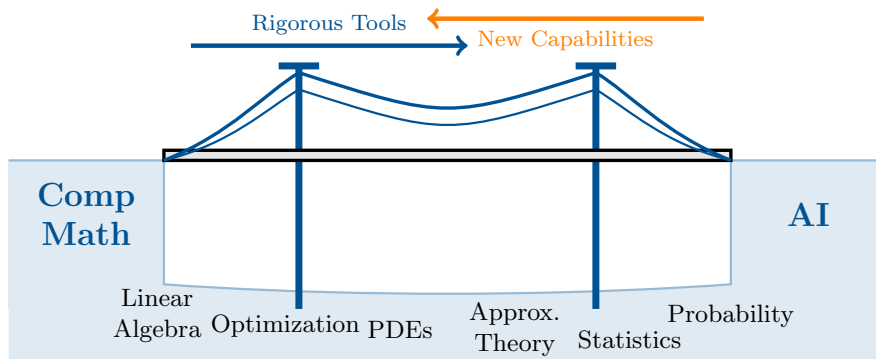 Rigorous Tools
New Capabilities
Comp
Math
AI
Linear
Algebra
Optimization
PDEs
Approx.
Theory
Statistics
Probability